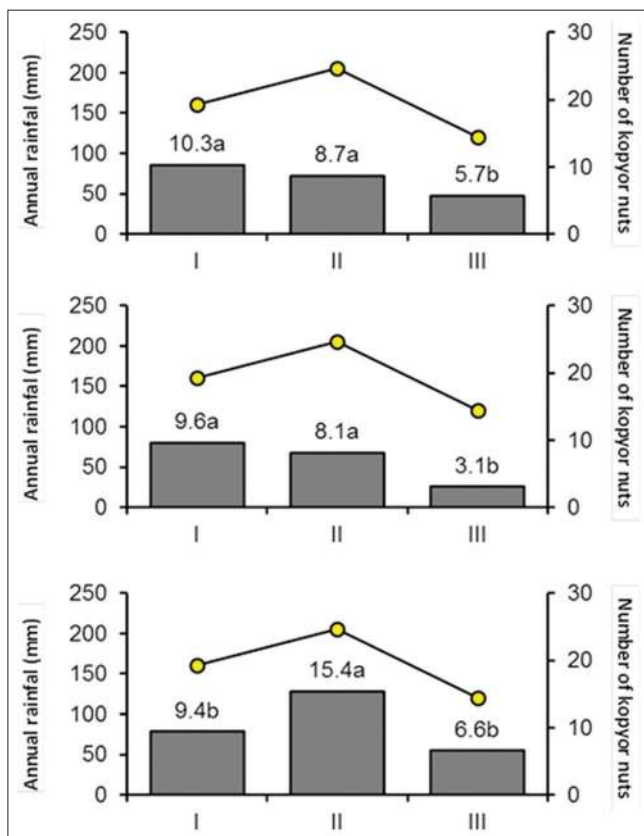 Annual rainfal (mm)
250
200
150
100
50
0
10.3a
8.7a
5.7b
I
II
III
30
20
10
0
Number of kopyor nuts
Annual rainfal (mm)
250
200
150
100
50
0
9.6a
8.1a
3.1b
I
II
III
30
20
10
0
Number of kopyor nuts
Annual rainfal (mm)
250
200
150
100
50
0
9.4b
15.4a
6.6b
I
II
III
30
20
10
0
Number of kopyor nuts